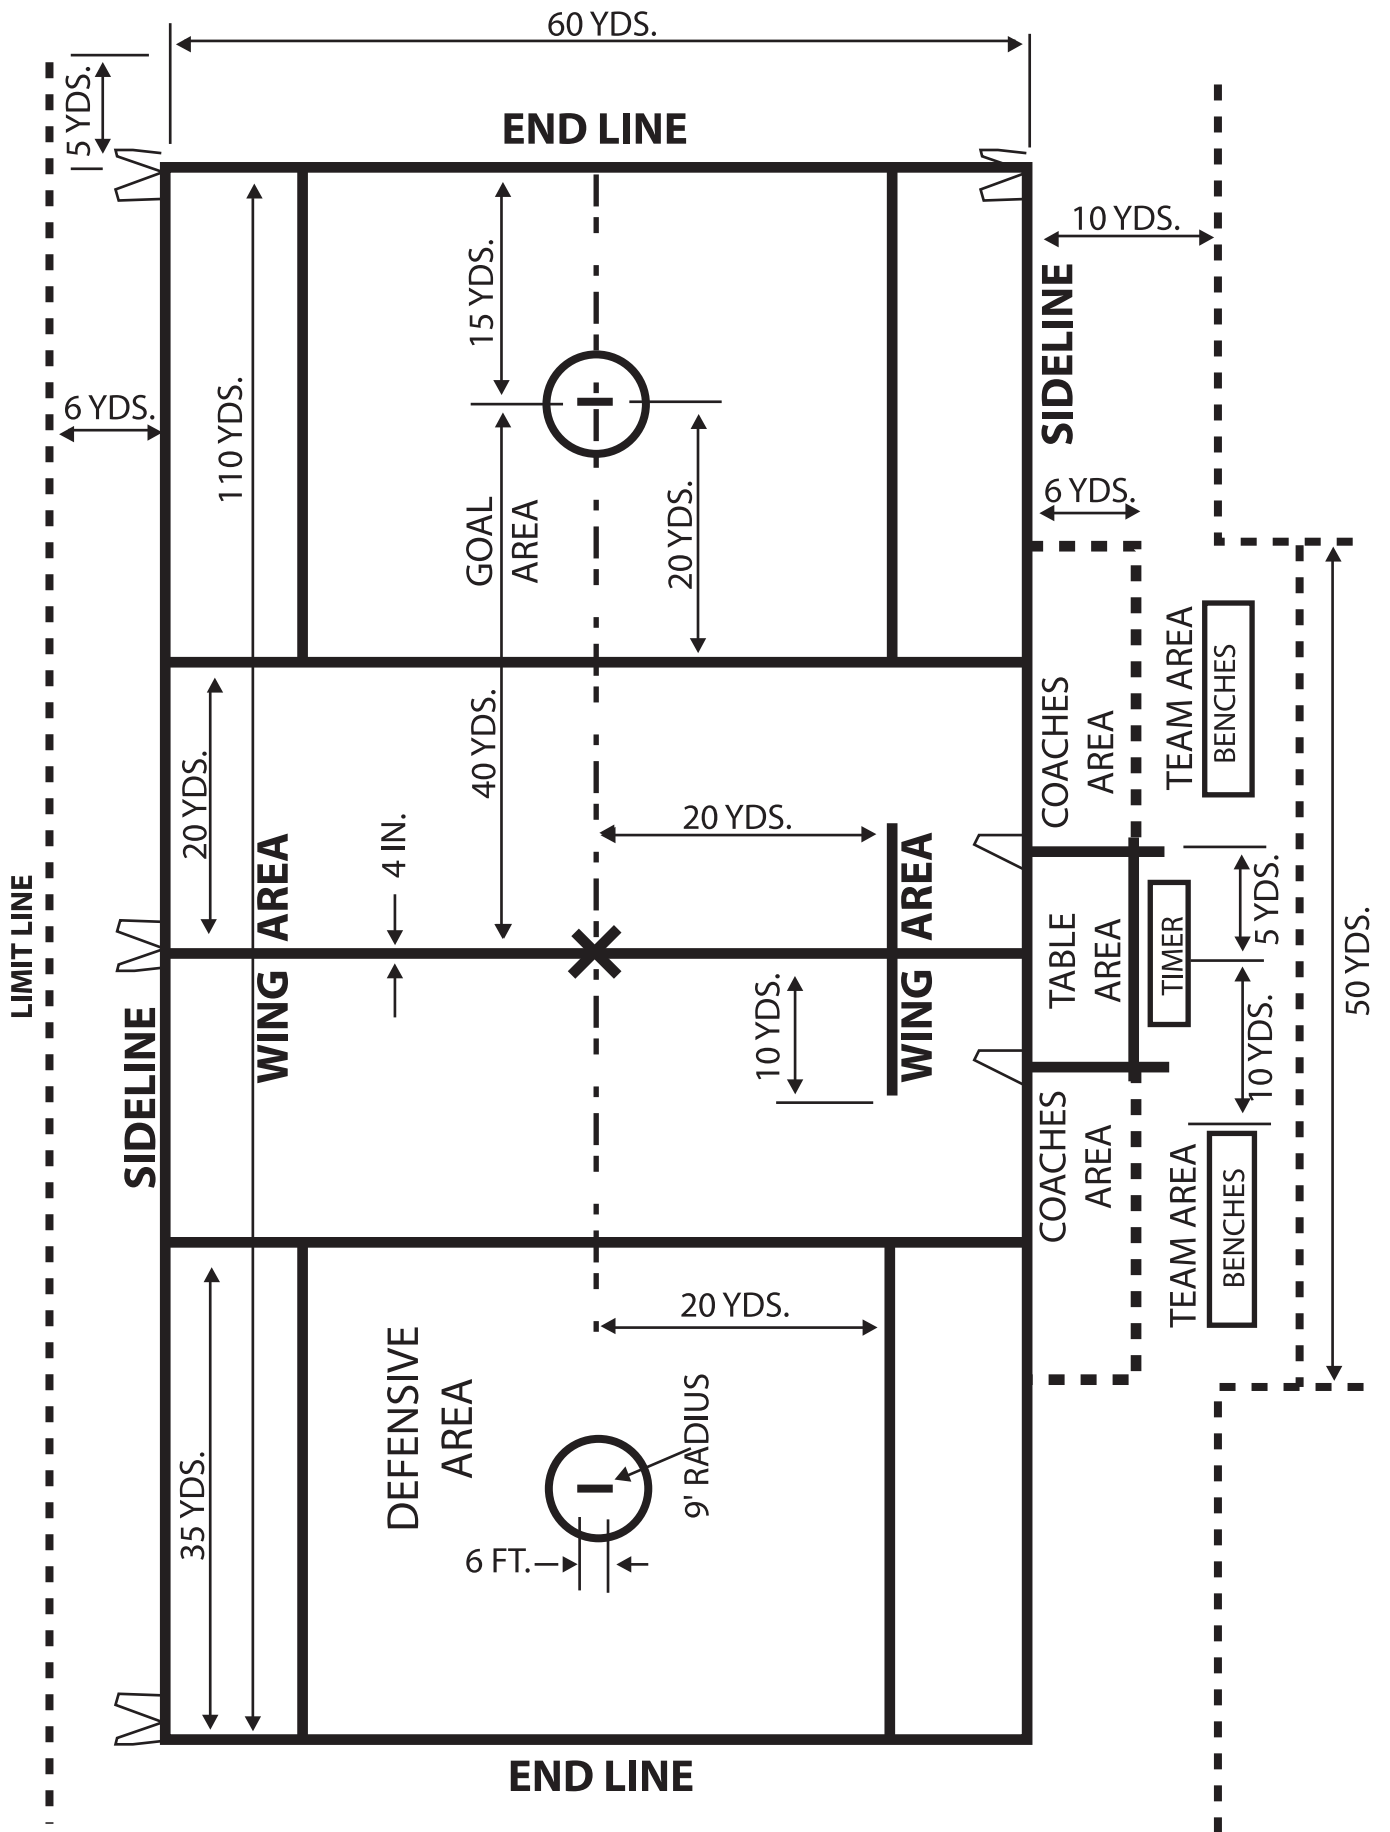 60 YDS.
5 YDS.
END LINE
10 YDS.
SIDELINE
15 YDS.
6 YDS.
110 YDS.
6 YDS.
GOAL
AREA
20 YDS.
COACHES
AREA
TEAM AREA
BENCHES
20 YDS.
40 YDS.
20 YDS.
4 IN.
WING AREA
WING AREA
LIMIT LINE
TABLE
AREA
TIMER
5 YDS.
50 YDS.
10 YDS.
10 YDS.
SIDELINE
COACHES
AREA
TEAM AREA
BENCHES
20 YDS.
DEFENSIVE
AREA
35 YDS.
9' RADIUS
6 FT.
END LINE